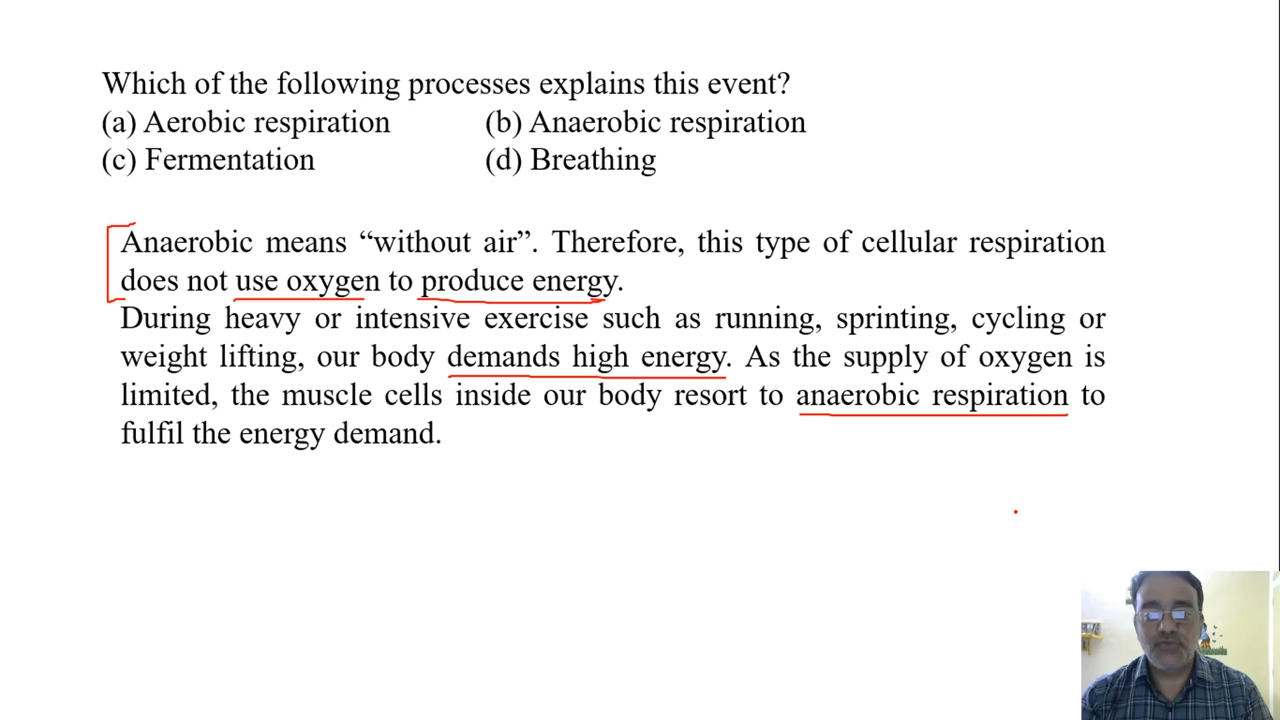 Which of the following processes explains this event?
(a) Aerobic respiration (b) Anaerobic respiration
(c) Fermentation (d) Breathing
Anaerobic means “without air”. Therefore, this type of cellular respiration
does not use oxygen to produce energy.
During heavy or intensive exercise such as running, sprinting, cycling or
weight lifting, our body demands high energy. As the supply of oxygen is
limited, the muscle cells inside our body resort to anaerobic respiration to
fulfil the energy demand.